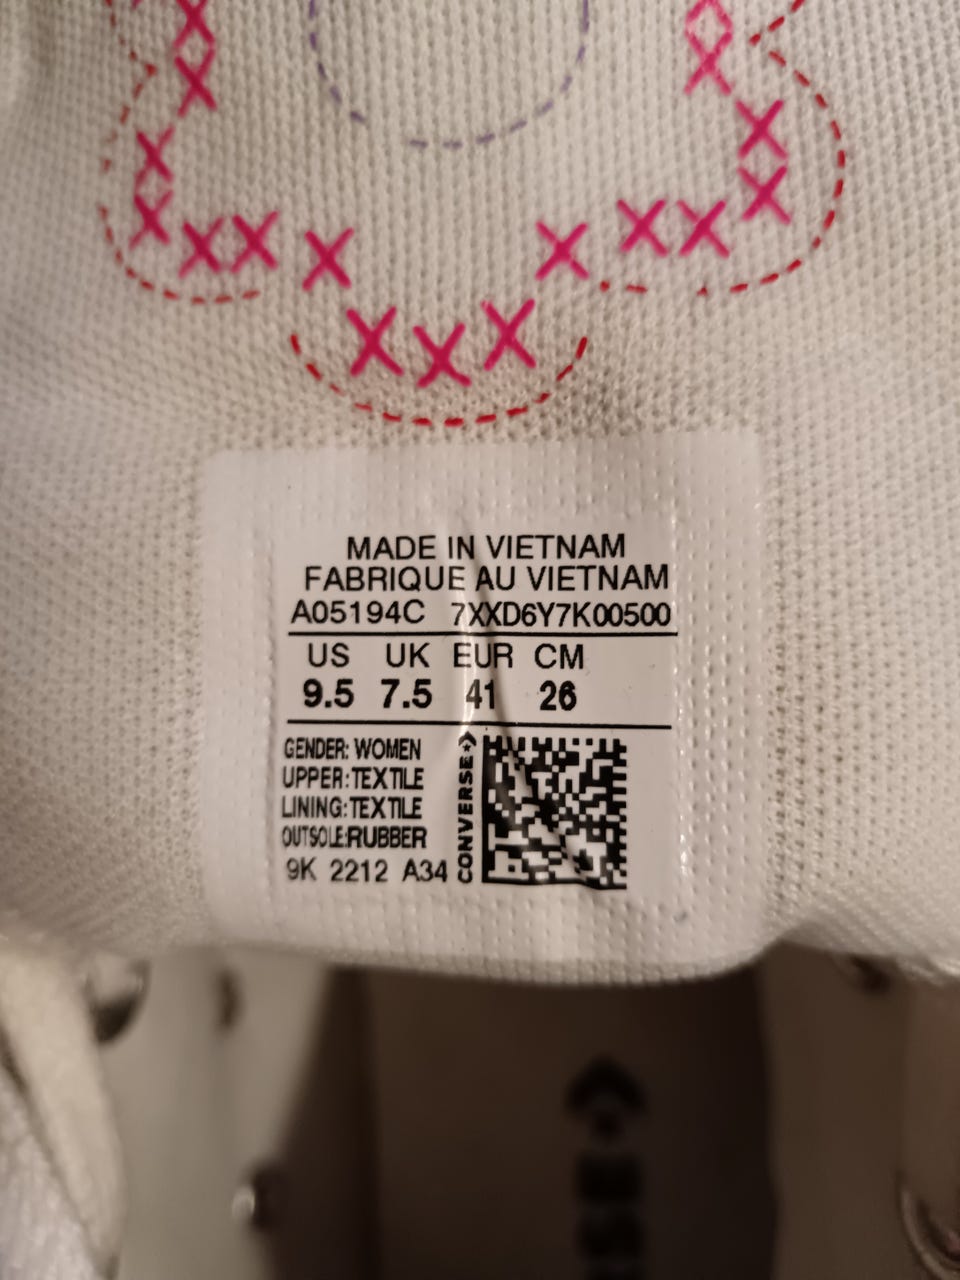 MADE IN VIETNAM
FABRIQUE AU VIETNAM
A05194C 7XXD6Y7K00500
US UK EUR CM
9.5 7.5 41 26
GENDER: WOMEN
UPPER:TEXTILE
LINING:TEXTILE
OUTSOLE:RUBBER
9K 2212 A34
CONVERSE